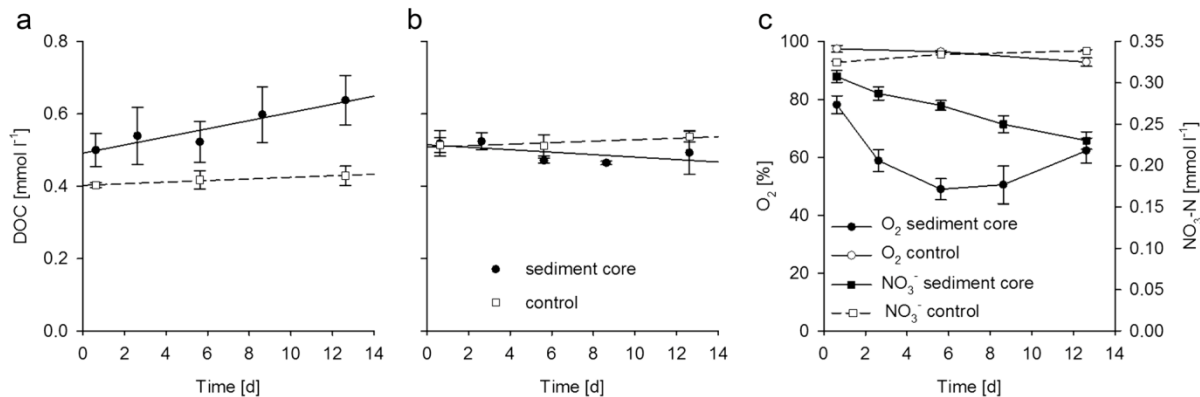 a
b
c
0.8
0.6
0.4
0.2
0.0
DOC [mmol l⁻¹]
0 2 4 6 8 10 12 14
Time [d]
sediment core
control
0 2 4 6 8 10 12 14
Time [d]
100
80
60
40
20
0
O₂ [%]
O₂ sediment core
O₂ control
NO₃⁻ sediment core
NO₃⁻ control
0.35
0.30
0.25
0.20
0.15
0.10
0.05
0.00
NO₃-N [mmol l⁻¹]
0 2 4 6 8 10 12 14
Time [d]